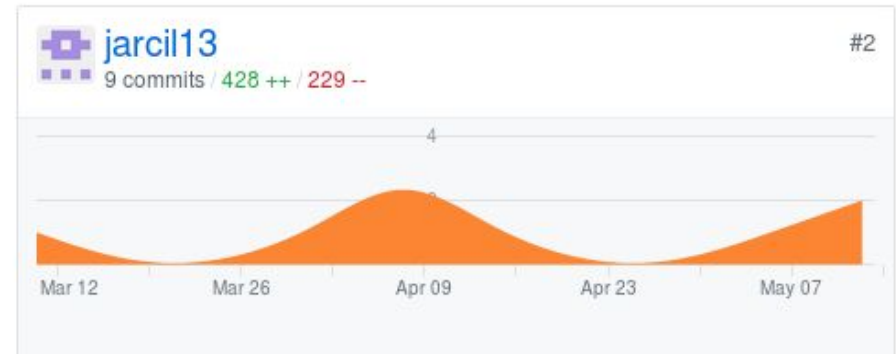 jarcil13
#2
9 commits / 428 ++ / 229 --
4
Mar 12 Mar 26 Apr 09 Apr 23 May 07